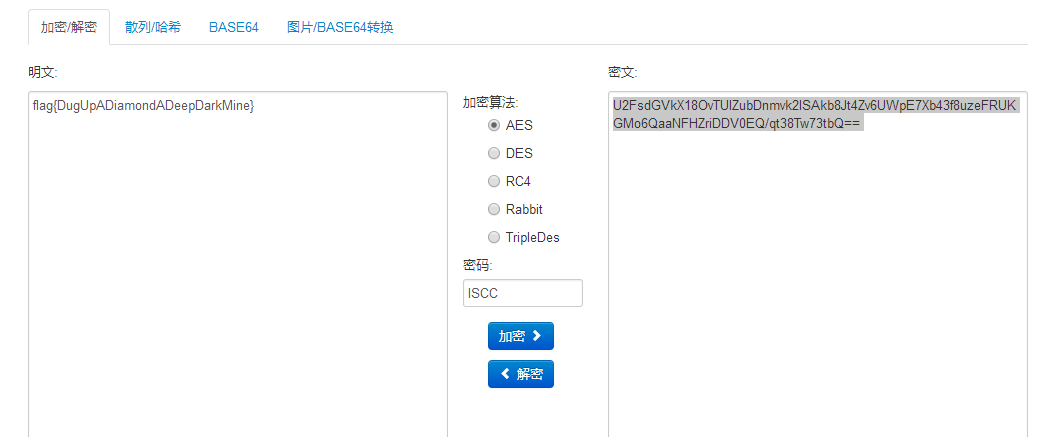 加密/解密 散列/哈希 BASE64 图片/BASE64转换
明文: 密文:
flag{DugUpADiamondADeepDarkMine}
加密算法:
AES
DES
RC4
Rabbit
TripleDes
密码:
ISCC
加密
解密
U2FsdGVkX18OvTUlZubDnmvk2lSAkb8Jt4Zv6UWpE7Xb43f8uzeFRUK
GMo6QaaNFHZriDDV0EQ/qt38Tw73tbQ==